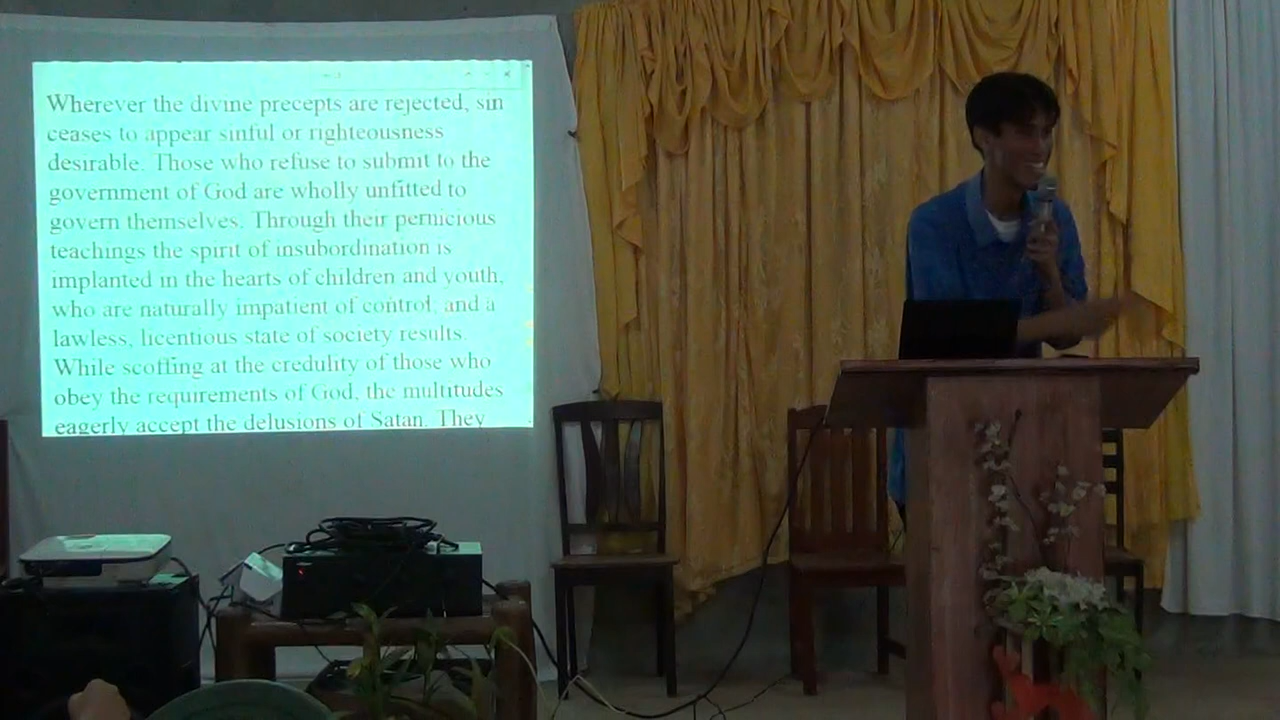 Wherever the divine precepts are rejected, sin
ceases to appear sinful or righteousness
desirable. Those who refuse to submit to the
government of God are wholly unfitted to
govern themselves. Through their pernicious
teachings the spirit of insubordination is
implanted in the hearts of children and youth,
who are naturally impatient of control; and a
lawless, licentious state of society results.
While scoffing at the credulity of those who
obey the requirements of God, the multitudes
eagerly accept the delusions of Satan. They